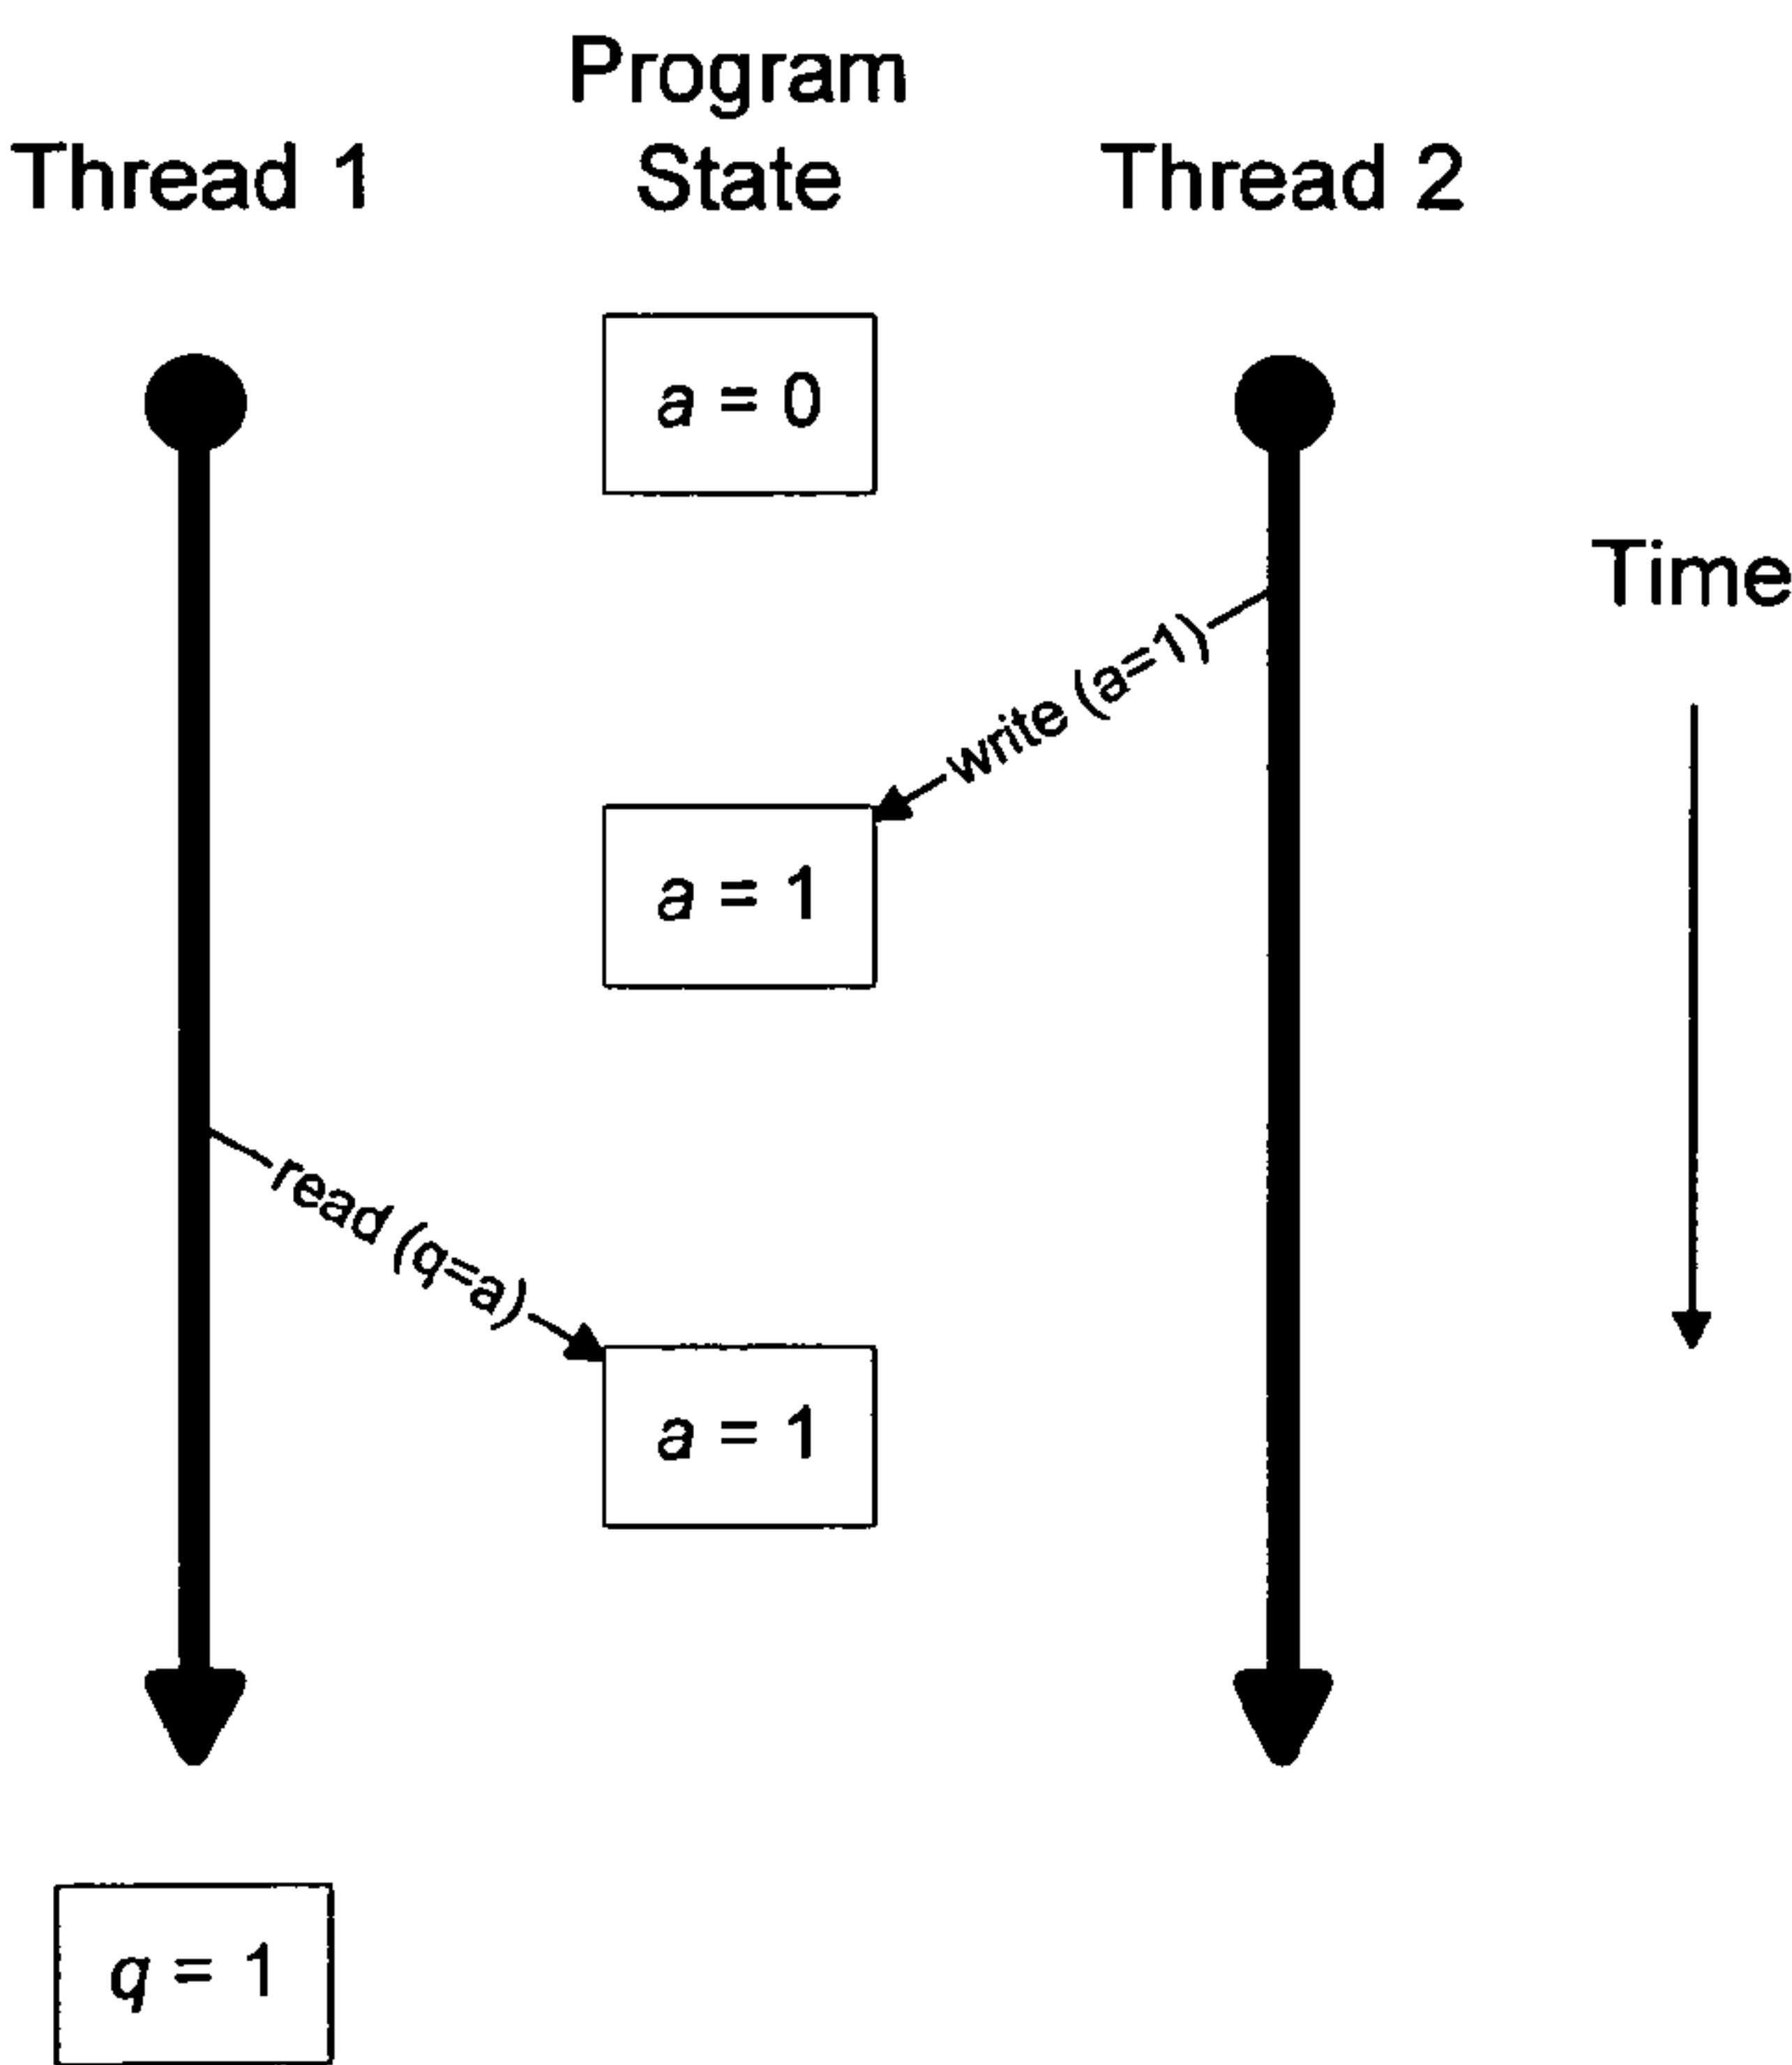 Program
State
Thread 1
Thread 2
a = 0
Time
write (a=1)
a = 1
read (q=a)
a = 1
q = 1